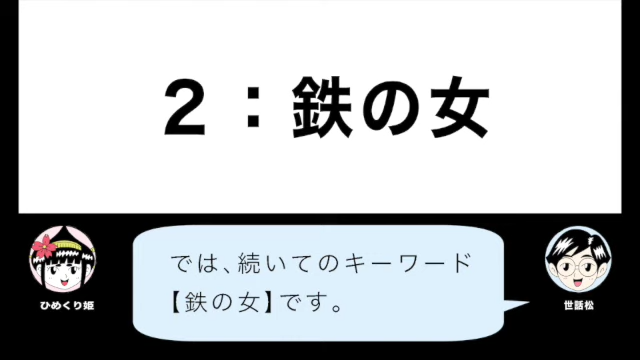 2：鉄の女
では、続いてのキーワード
【鉄の女】です。
ひめくり姫
世話松